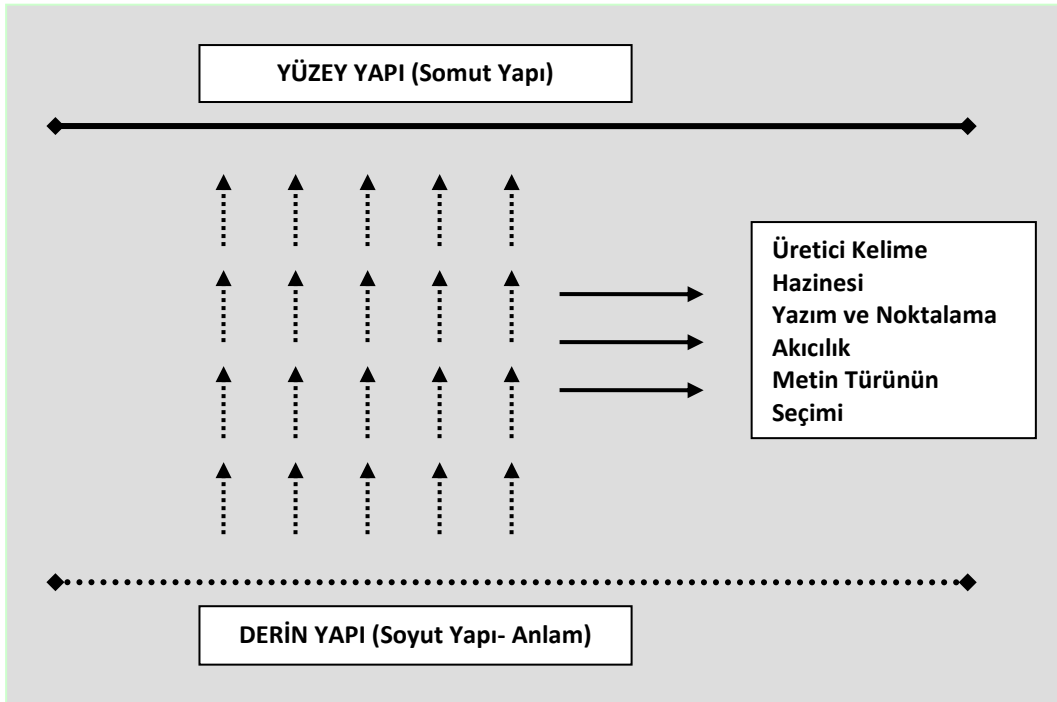 YÜZEY YAPI (Somut Yapı)
Üretici Kelime
Hazinesi
Yazım ve Noktalama
Akıcılık
Metin Türünün
Seçimi
DERİN YAPI (Soyut Yapı- Anlam)